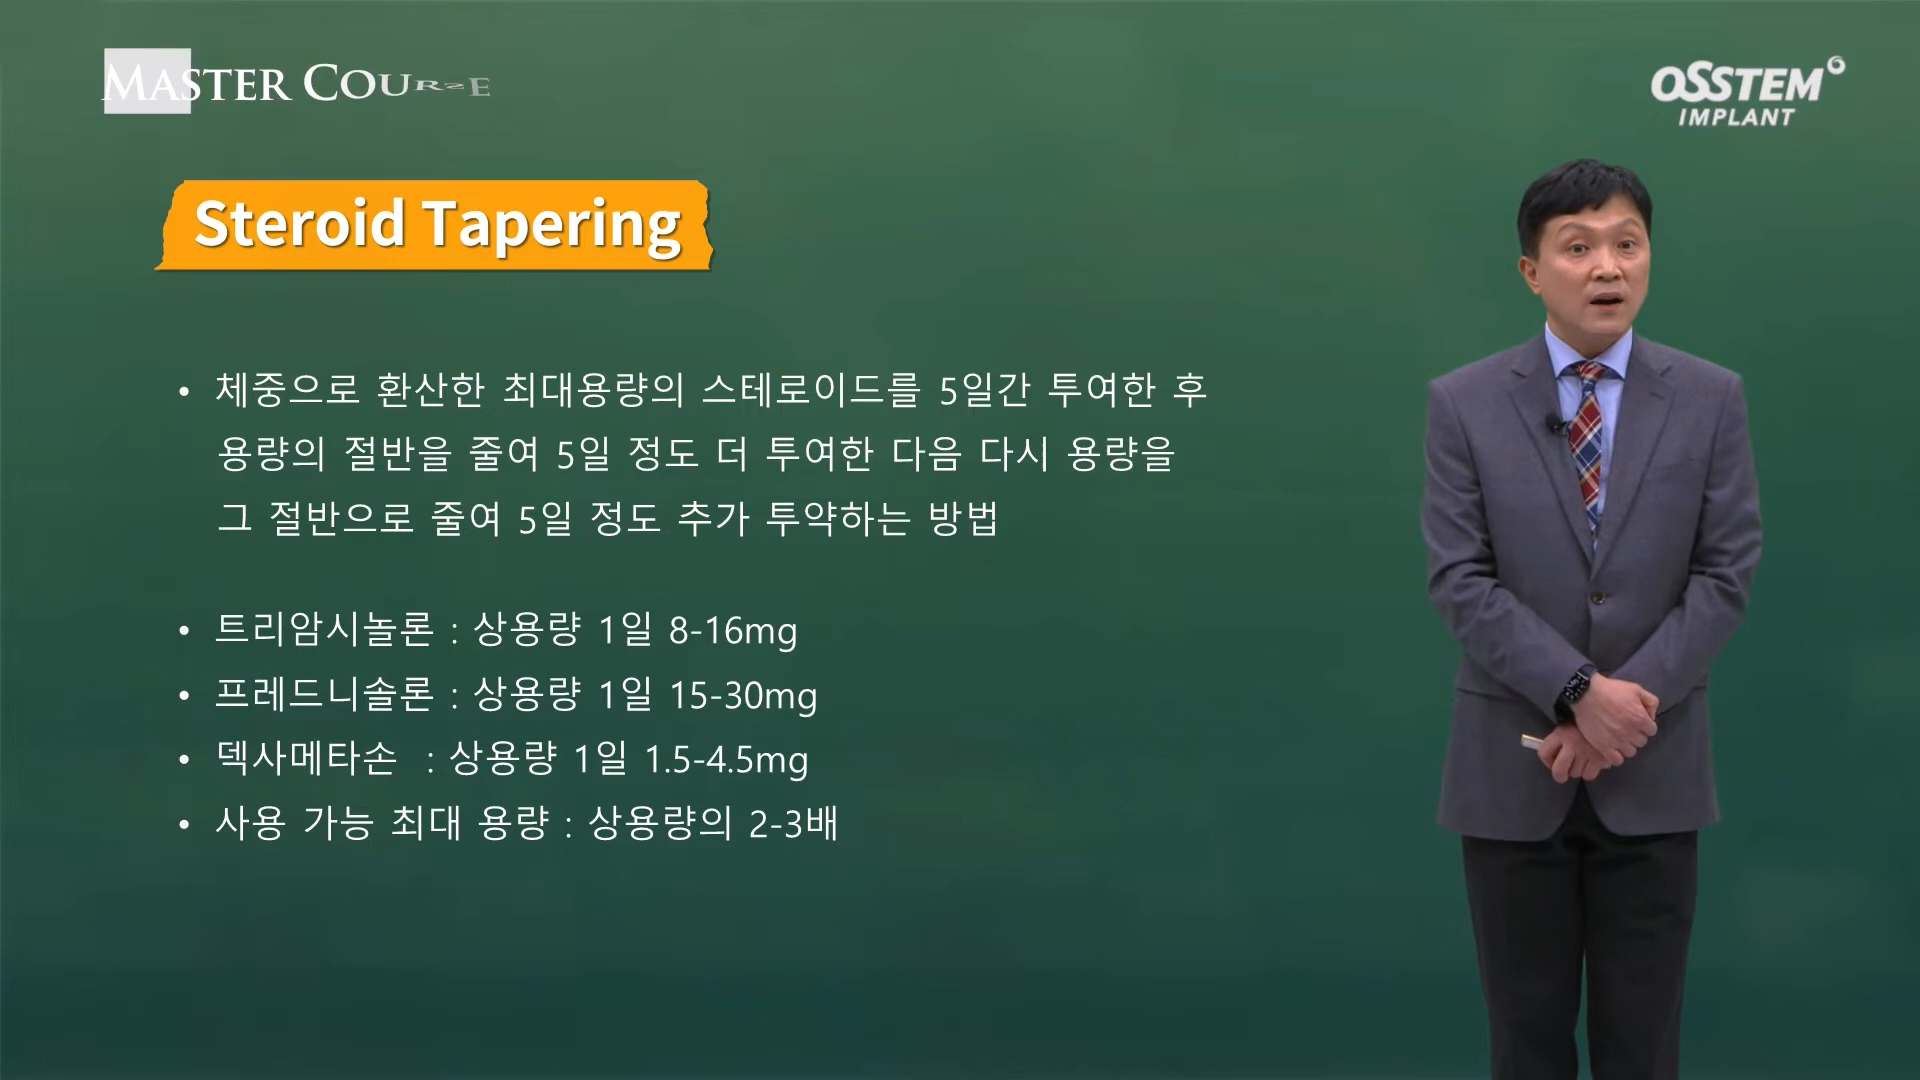 MASTER COURSE
OSSTEM
IMPLANT
Steroid Tapering
• 체중으로 환산한 최대용량의 스테로이드를 5일간 투여한 후
용량의 절반을 줄여 5일 정도 더 투여한 다음 다시 용량을
그 절반으로 줄여 5일 정도 추가 투약하는 방법
• 트리암시놀론 : 상용량 1일 8-16mg
• 프레드니솔론 : 상용량 1일 15-30mg
• 덱사메타손 : 상용량 1일 1.5-4.5mg
• 사용 가능 최대 용량 : 상용량의 2-3배